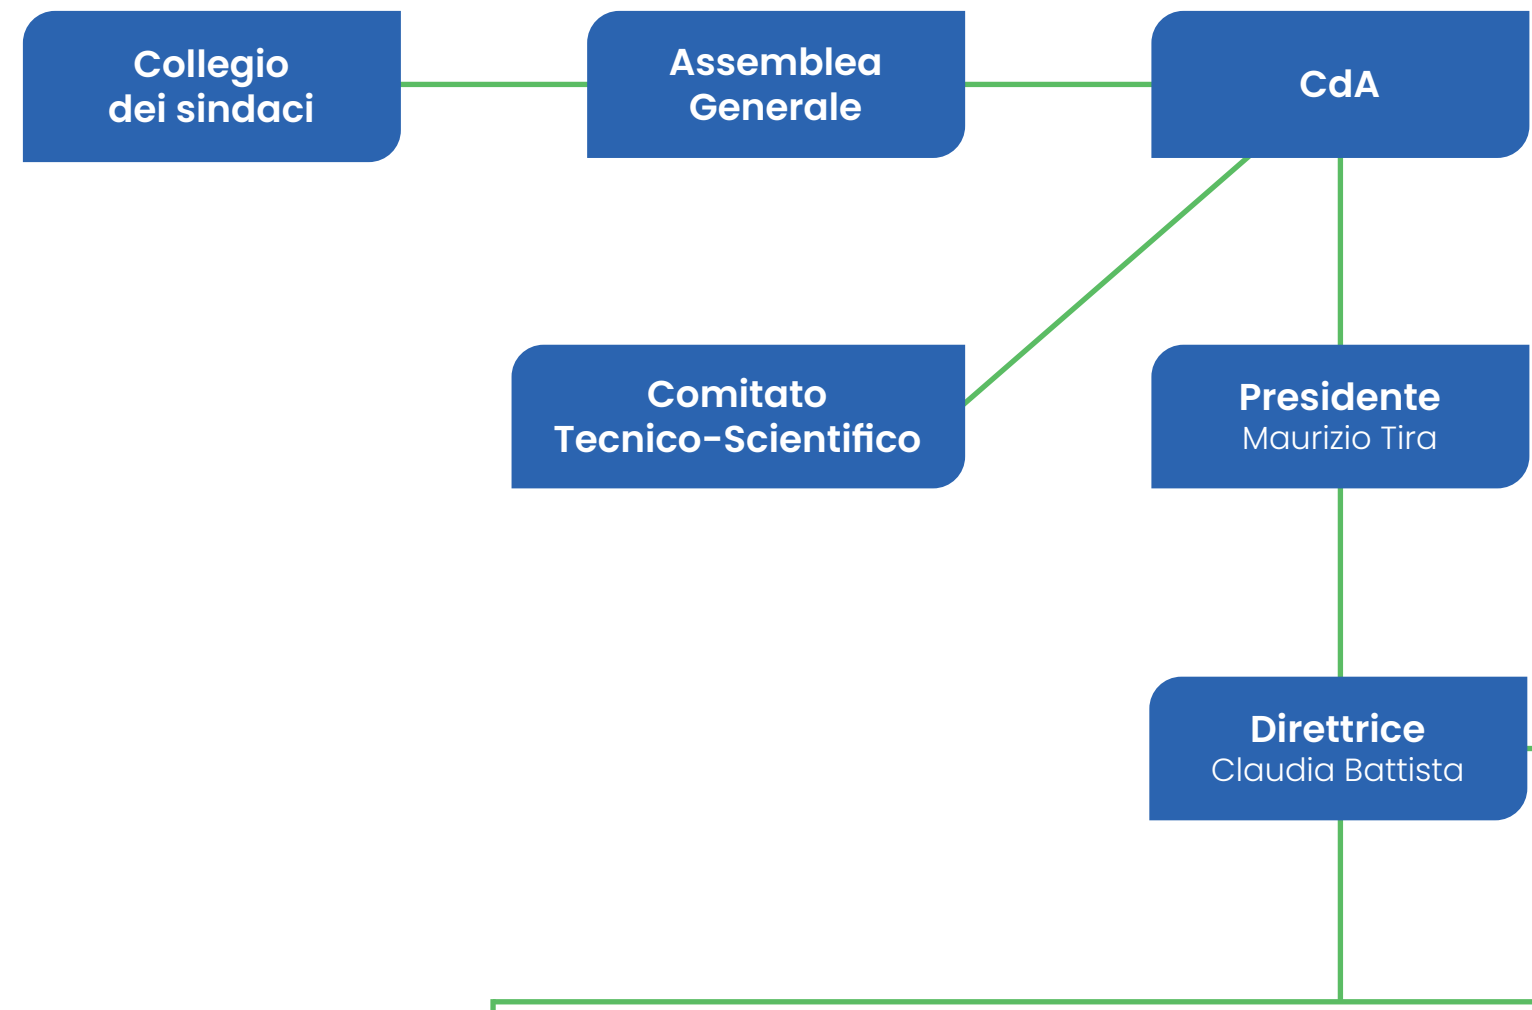 Collegio
dei sindaci
Assemblea
Generale
CdA
Comitato
Tecnico-Scientifico
Presidente
Maurizio Tira
Direttrice
Claudia Battista